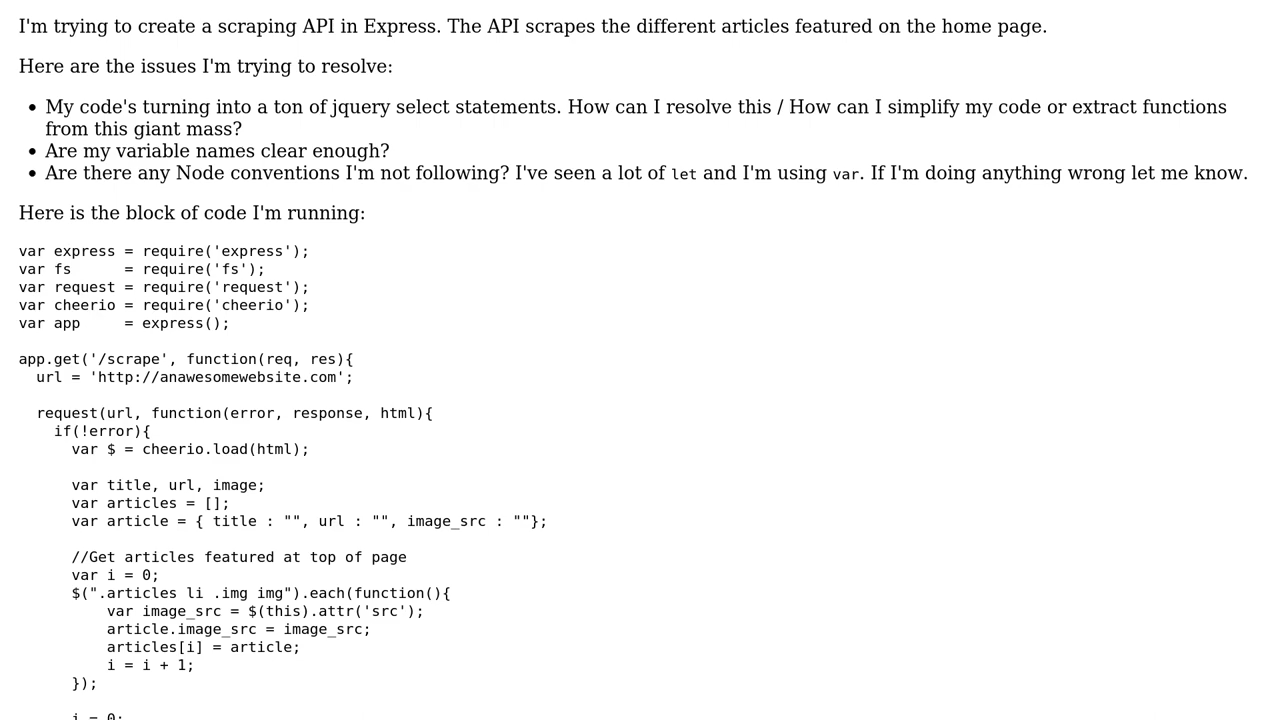 I'm trying to create a scraping API in Express. The API scrapes the different articles featured on the home page.
Here are the issues I'm trying to resolve:
• My code's turning into a ton of jquery select statements. How can I resolve this / How can I simplify my code or extract functions
from this giant mass?
• Are my variable names clear enough?
• Are there any Node conventions I'm not following? I've seen a lot of let and I'm using var. If I'm doing anything wrong let me know.
Here is the block of code I'm running:
var express = require('express');
var fs      = require('fs');
var request = require('request');
var cheerio = require('cheerio');
var app     = express();
app.get('/scrape', function(req, res){
  url = 'http://anawesomewebsite.com';
  request(url, function(error, response, html){
    if(!error){
      var $ = cheerio.load(html);
      var title, url, image;
      var articles = [];
      var article = { title : "", url : "", image_src : ""};
      //Get articles featured at top of page
      var i = 0;
      $(".articles li .img img").each(function(){
          var image_src = $(this).attr('src');
          article.image_src = image_src;
          articles[i] = article;
          i = i + 1;
      });
      i = 0;